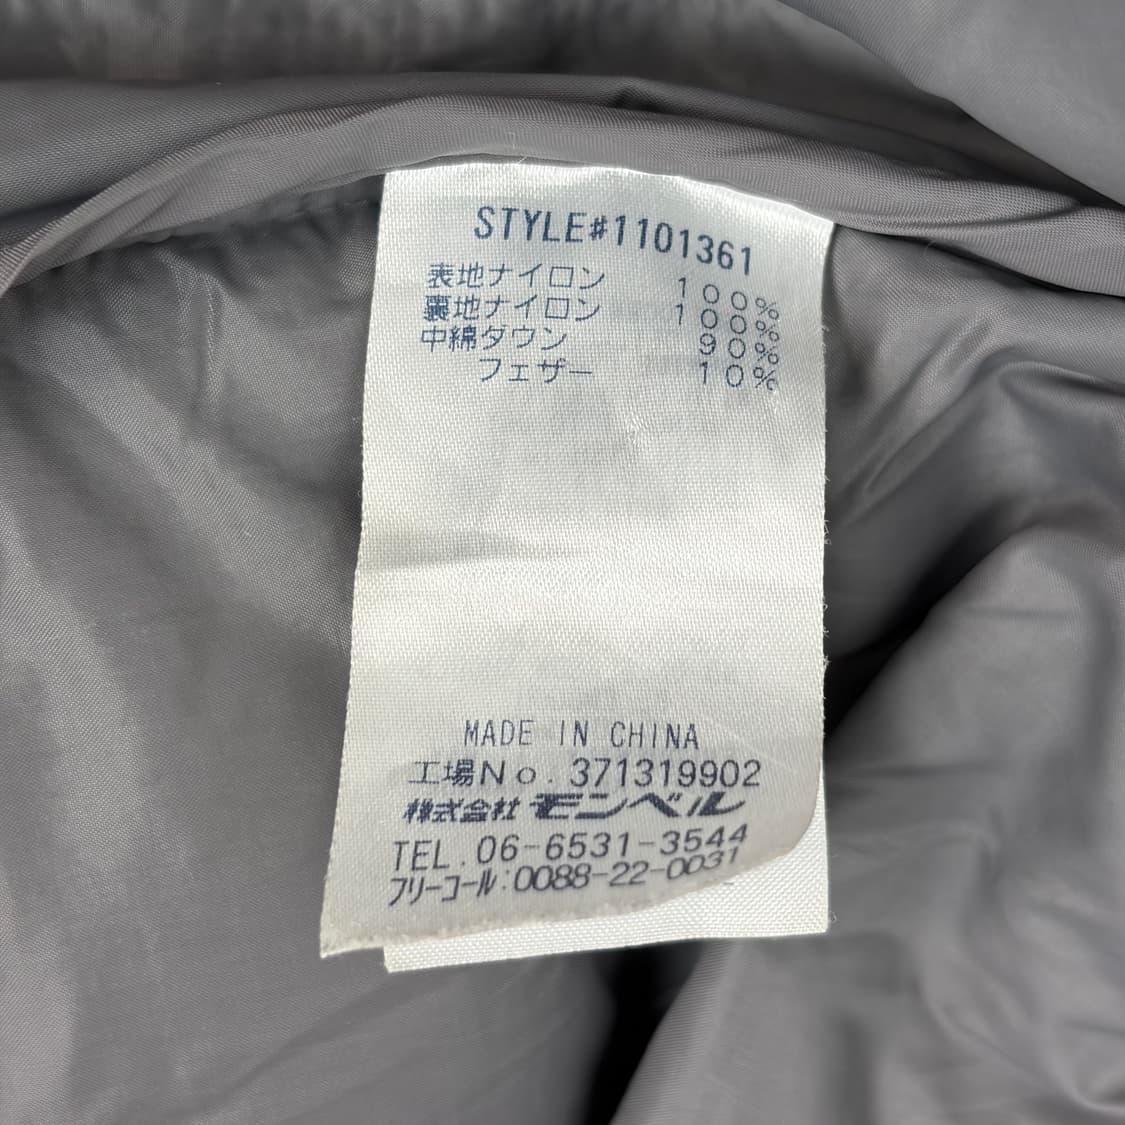 STYLE#1101361
表地ナイロン 100%
裏地ナイロン 100%
中綿ダウン 90%
フェザー 10%
MADE IN CHINA
工場No. 371319902
株式会社モンベル
TEL.06-6531-3544
フリーコール:0088-22-0031